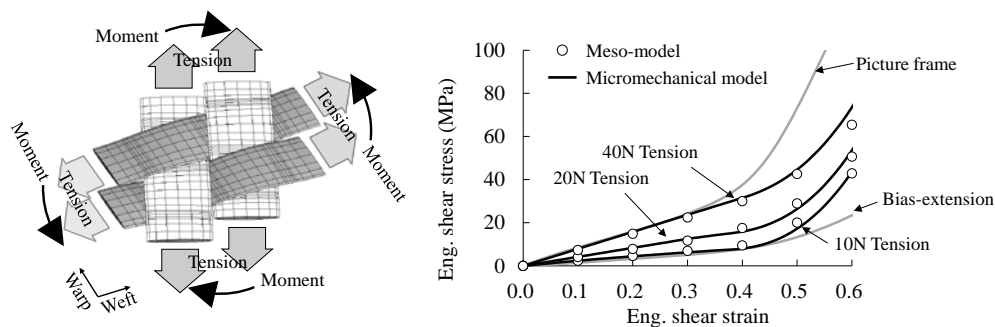 Moment
Tension
Tension
Moment
Moment
Tension
Tension
Moment
Warp
Weft
Eng. shear stress (MPa)
100
80
60
40
20
0
Meso-model
Micromechanical model
Picture frame
40N Tension
20N Tension
Bias-extension
10N Tension
0.0 0.1 0.2 0.3 0.4 0.5 0.6
Eng. shear strain